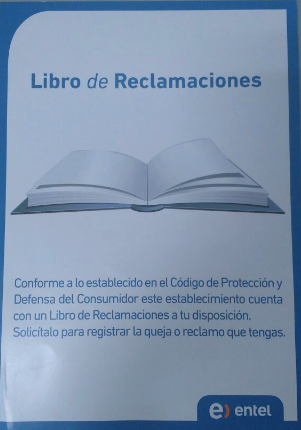 Libro de Reclamaciones
Conforme a lo establecido en el Código de Protección y
Defensa del Consumidor este establecimiento cuenta
con un Libro de Reclamaciones a tu disposición.
Solicítalo para registrar la queja o reclamo que tengas.
entel